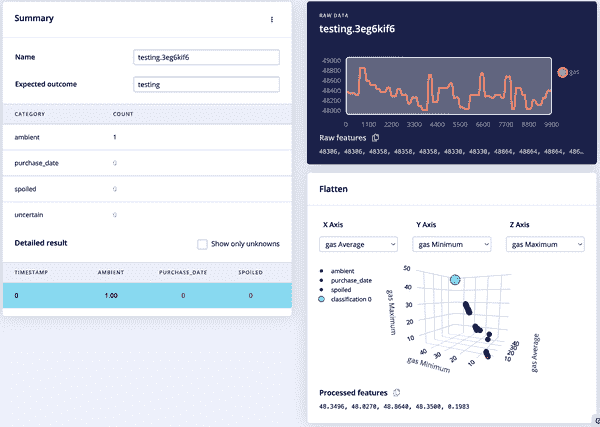 Summary
Name
testing.3eg6kif6
Expected outcome
testing
CATEGORY COUNT
ambient 1
purchase_date 0
spoiled 0
uncertain 0
Detailed result
Show only unknowns
TIMESTAMP AMBIENT PURCHASE_DATE SPOILED
0 1.00 0 0
RAW DATA
testing.3eg6kif6
49000
48800
48600
48400
48200
48000
0 1100 2200 3300 4400 5500 6600 7700 8800 9900
gas
Raw features
48306, 48306, 48358, 48358, 48358, 48330, 48330, 48864, 48864, 48864, 486…
Flatten
X Axis Y Axis Z Axis
gas Average gas Minimum gas Maximum
ambient
purchase_date
spoiled
classification 0
50
40
30
20
10
gas Maximum
40
30
20
10
gas Minimum
gas Average
Processed features
48.3496, 48.0270, 48.8640, 48.3500, 0.1983